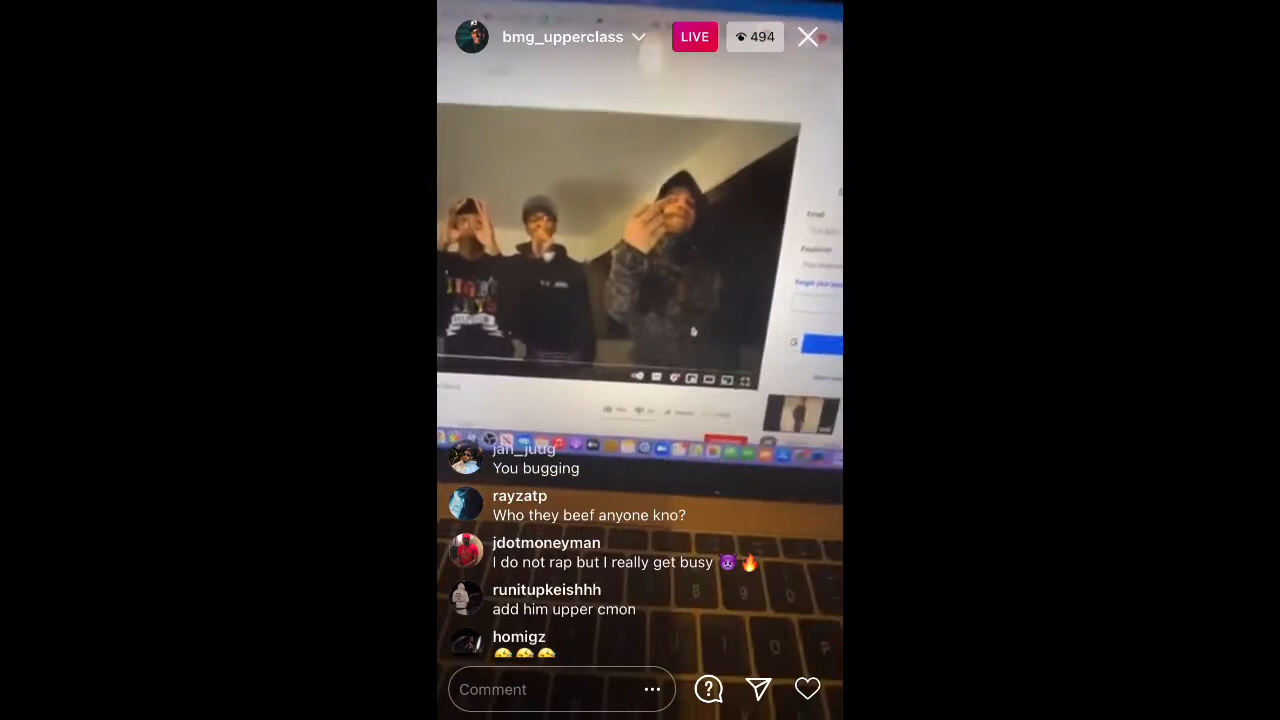 bmg_upperclass
LIVE
494
jah_juug
You bugging
rayzatp
Who they beef anyone kno?
jdotmoneyman
I do not rap but I really get busy 😈 🔥
runitupkeishhh
add him upper cmon
homigz
🤣 🤣 🤣
Comment